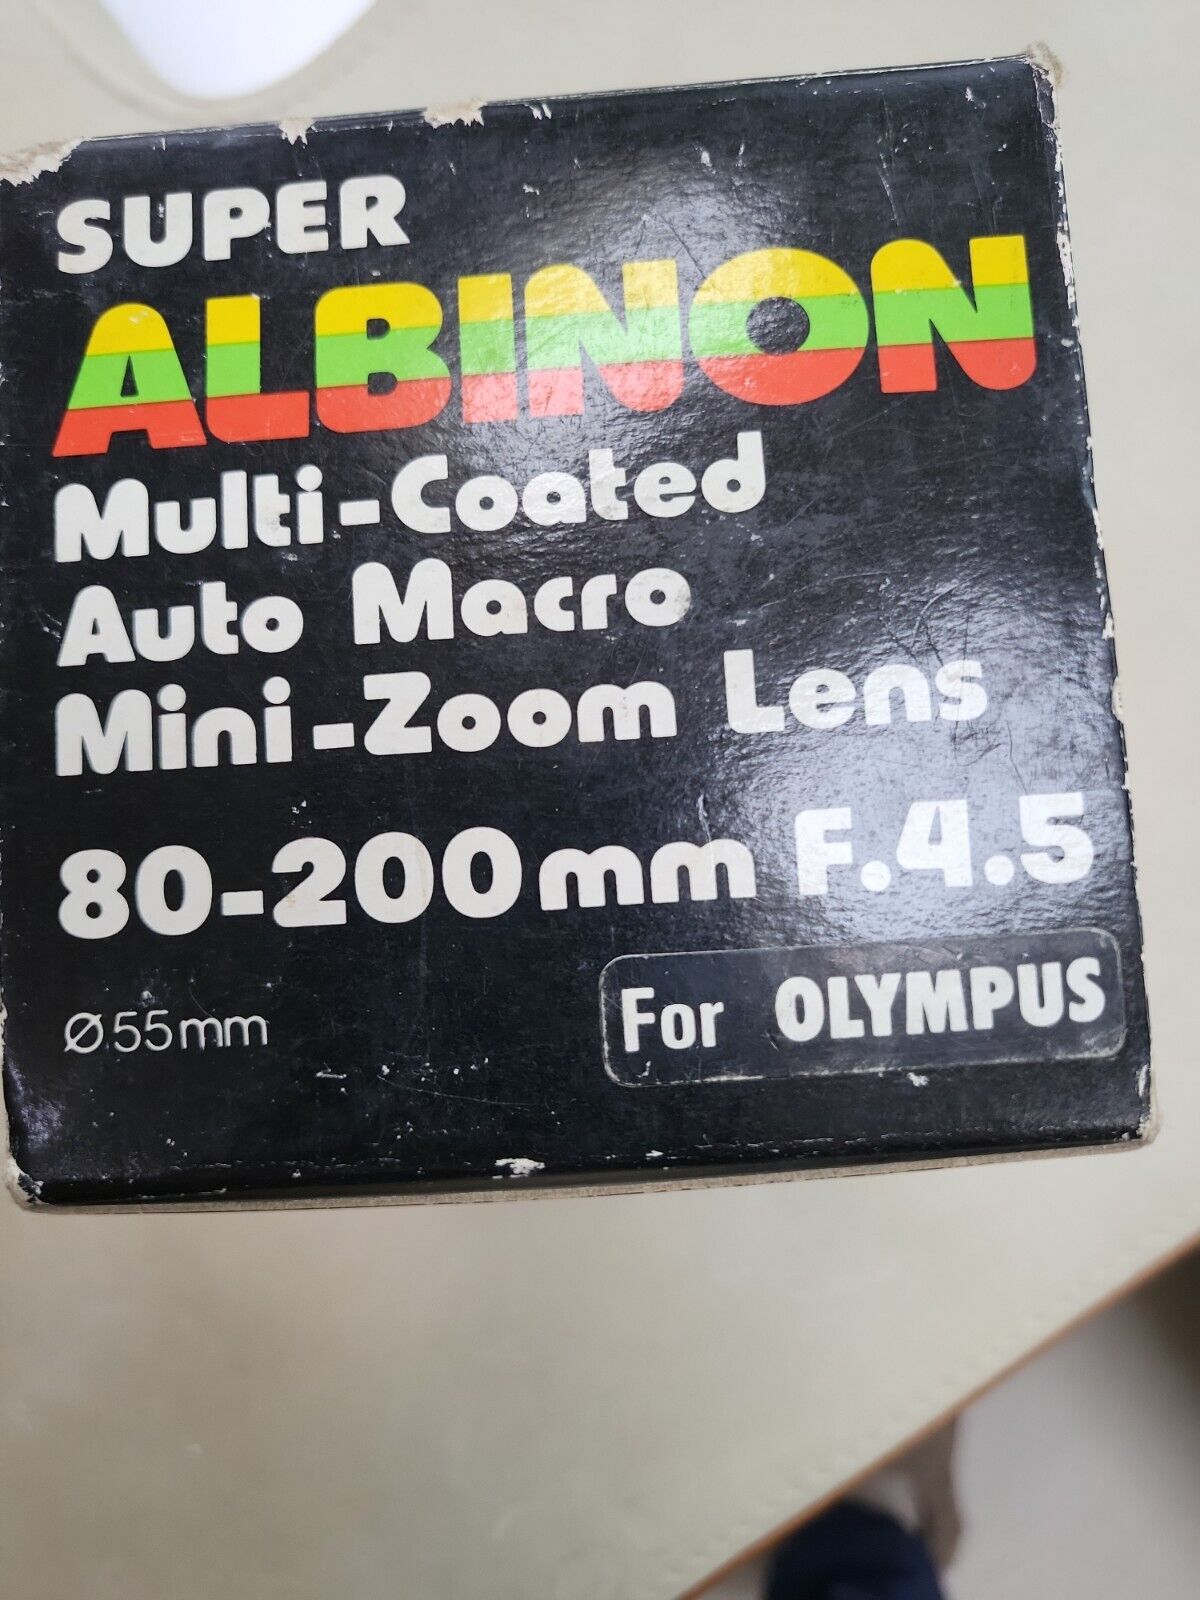 SUPER
ALBINON
Multi-Coated
Auto Macro
Mini-Zoom Lens
80-200mm F.4.5
Ø55mm
For OLYMPUS